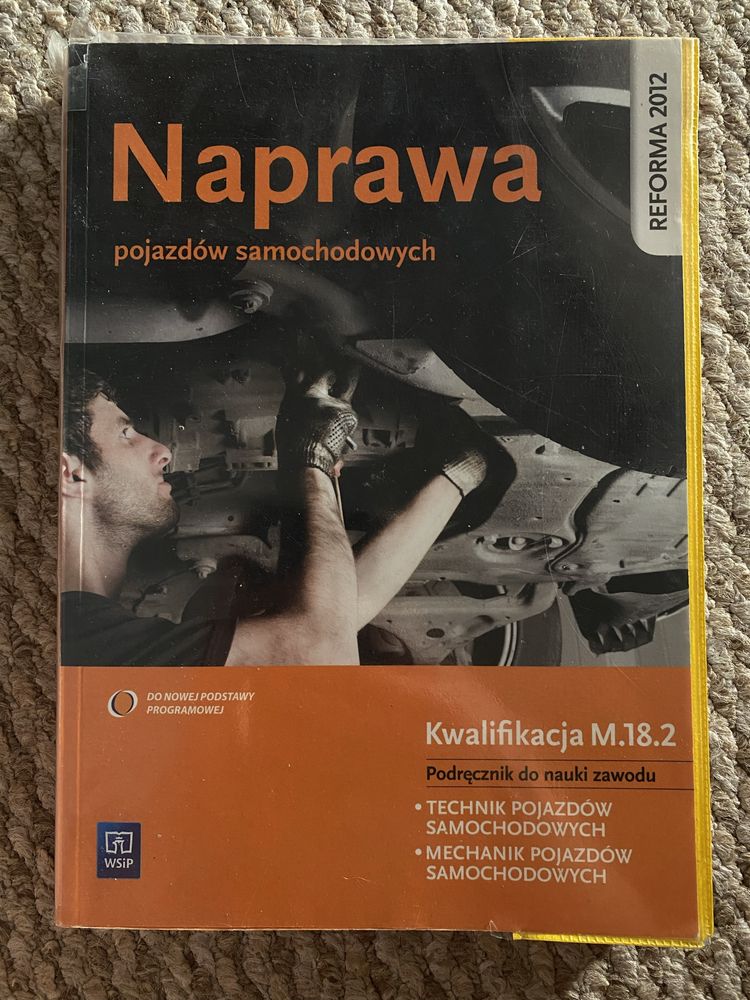 REFORMA 2012
Naprawa
pojazdów samochodowych
DO NOWEJ PODSTAWY
PROGRAMOWEJ
Kwalifikacja M.18.2
Podręcznik do nauki zawodu
• TECHNIK POJAZDÓW
SAMOCHODOWYCH
• MECHANIK POJAZDÓW
SAMOCHODOWYCH
WSiP